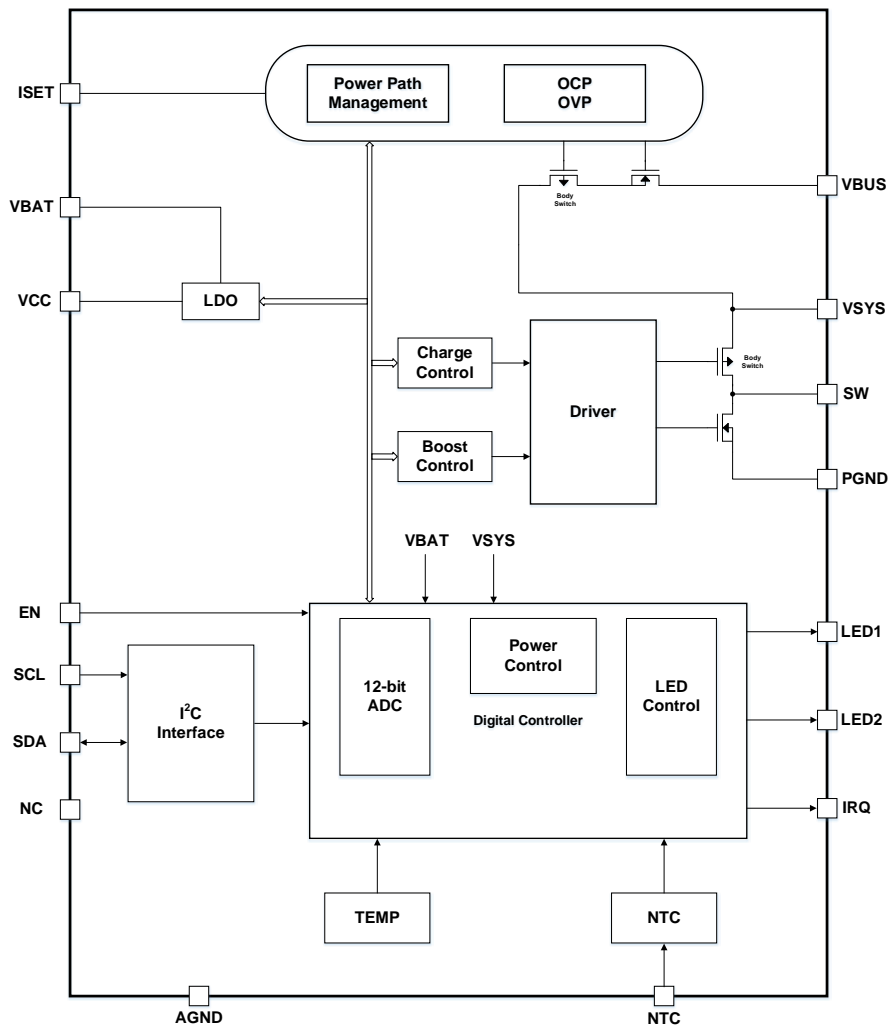 Power Path
Management
OCP
OVP
ISET
Body
Switch
VBUS
VBAT
VCC
LDO
VSYS
Charge
Control
Driver
Body
Switch
SW
Boost
Control
PGND
VBAT
VSYS
EN
SCL
SDA
NC
I²C
Interface
12-bit
ADC
Power
Control
Digital Controller
LED
Control
LED1
LED2
IRQ
TEMP
NTC
AGND
NTC